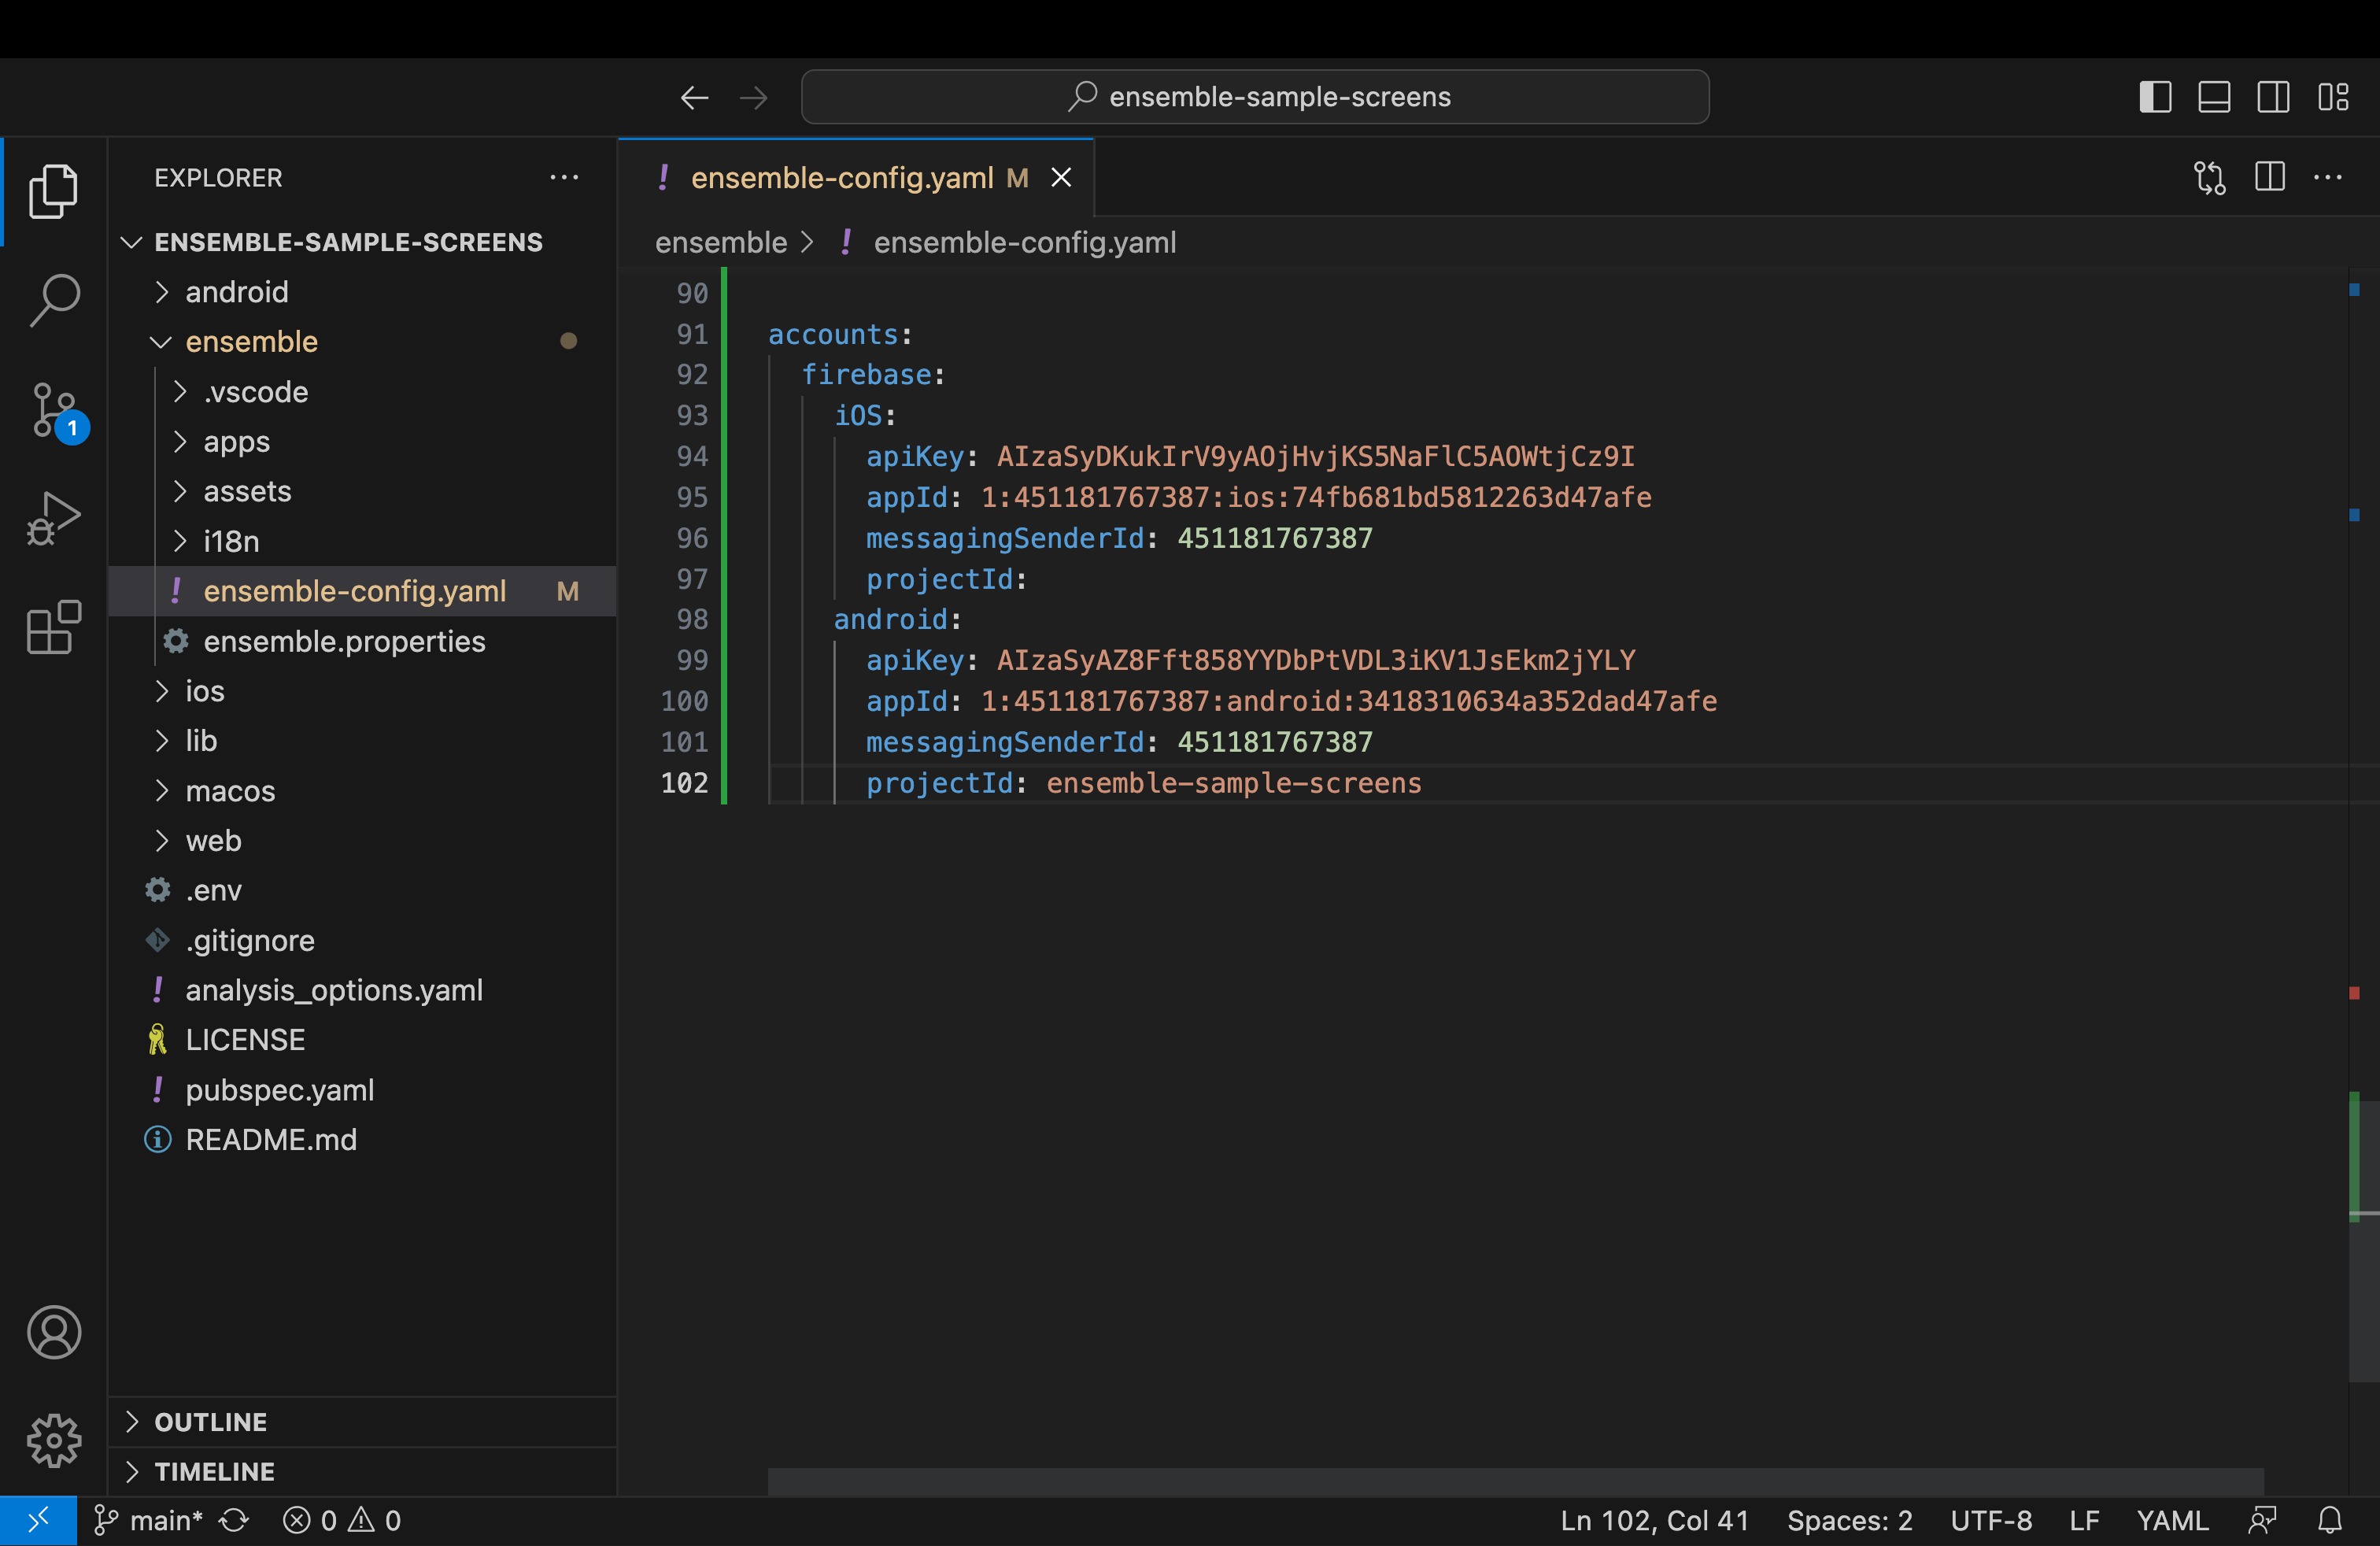 ensemble-sample-screens
EXPLORER
ENSEMBLE-SAMPLE-SCREENS
android
ensemble
.vscode
apps
assets
i18n
! ensemble-config.yaml M
ensemble.properties
ios
lib
macos
web
.env
.gitignore
! analysis_options.yaml
LICENSE
! pubspec.yaml
README.md
OUTLINE
TIMELINE
1
! ensemble-config.yaml M
ensemble > ! ensemble-config.yaml
90
91 accounts:
92 firebase:
93 iOS:
94 apiKey: AIzaSyDKukIrV9yAOjHvjKS5NaFlC5AOWtjCz9I
95 appId: 1:451181767387:ios:74fb681bd5812263d47afe
96 messagingSenderId: 451181767387
97 projectId:
98 android:
99 apiKey: AIzaSyAZ8Fft858YYDbPtVDL3iKV1JsEkm2jYLY
100 appId: 1:451181767387:android:3418310634a352dad47afe
101 messagingSenderId: 451181767387
102 projectId: ensemble-sample-screens
main* 0 0 Ln 102, Col 41 Spaces: 2 UTF-8 LF YAML